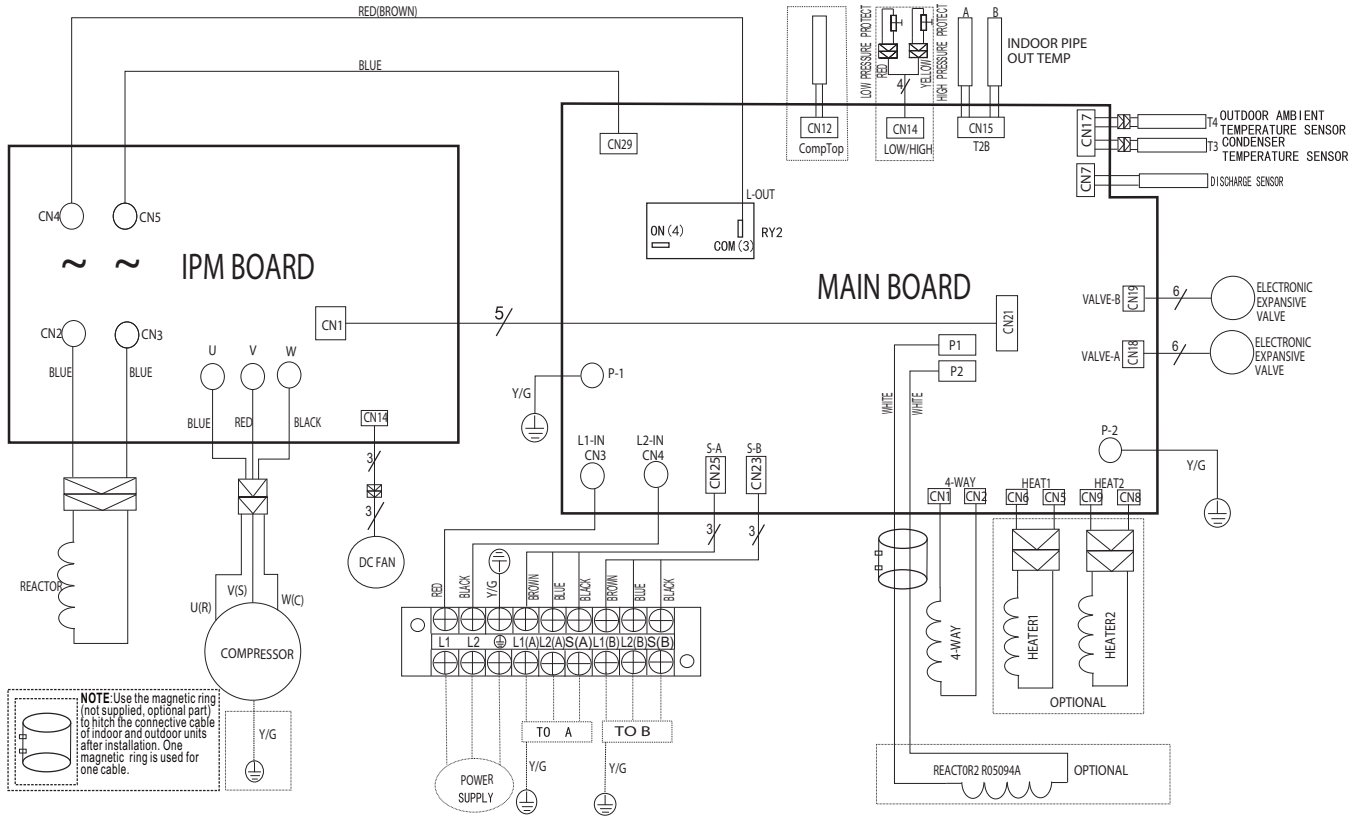 RED(BROWN)
BLUE
LOW PRESSURE PROTECT
RED
4
YELLOW
HIGH PRESSURE PROTECT
A B
INDOOR PIPE
OUT TEMP
CN12
CompTop
CN14
LOW/HIGH
CN15
T2B
CN17
T4 OUTDOOR AMBIENT
TEMPERATURE SENSOR
T3 CONDENSER
TEMPERATURE SENSOR
CN7
DISCHARGE SENSOR
CN29
L-OUT
ON(4)
COM(3)
RY2
CN4
CN5
~ ~
IPM BOARD
MAIN BOARD
CN2
CN3
BLUE
BLUE
U V W
BLUE
RED
BLACK
CN1
5
CN21
CN14
3
3
DC FAN
VALVE-B
CN19
6
ELECTRONIC
EXPANSIVE
VALVE
VALVE-A
CN18
6
ELECTRONIC
EXPANSIVE
VALVE
P1
P2
WHITE
WHITE
P-1
Y/G
P-2
Y/G
L1-IN
CN3
L2-IN
CN4
S-A
CN25
S-B
CN23
3
3
4-WAY
CN1 CN2
HEAT1
CN6 CN5
HEAT2
CN9 CN8
REACTOR
U(R)
V(S)
W(C)
COMPRESSOR
Y/G
RED
BLACK
Y/G
BROWN
BLUE
BLACK
BROWN
BLUE
BLACK
L1 L2 L1(A) L2(A) S(A) L1(B) L2(B) S(B)
TO A
TO B
Y/G
Y/G
POWER
SUPPLY
4-WAY
HEATER1
HEATER2
OPTIONAL
REACT0R2 R05094A
OPTIONAL
NOTE:Use the magnetic ring
(not supplied, optional part)
to hitch the connective cable
of indoor and outdoor units
after installation. One
magnetic ring is used for
one cable.